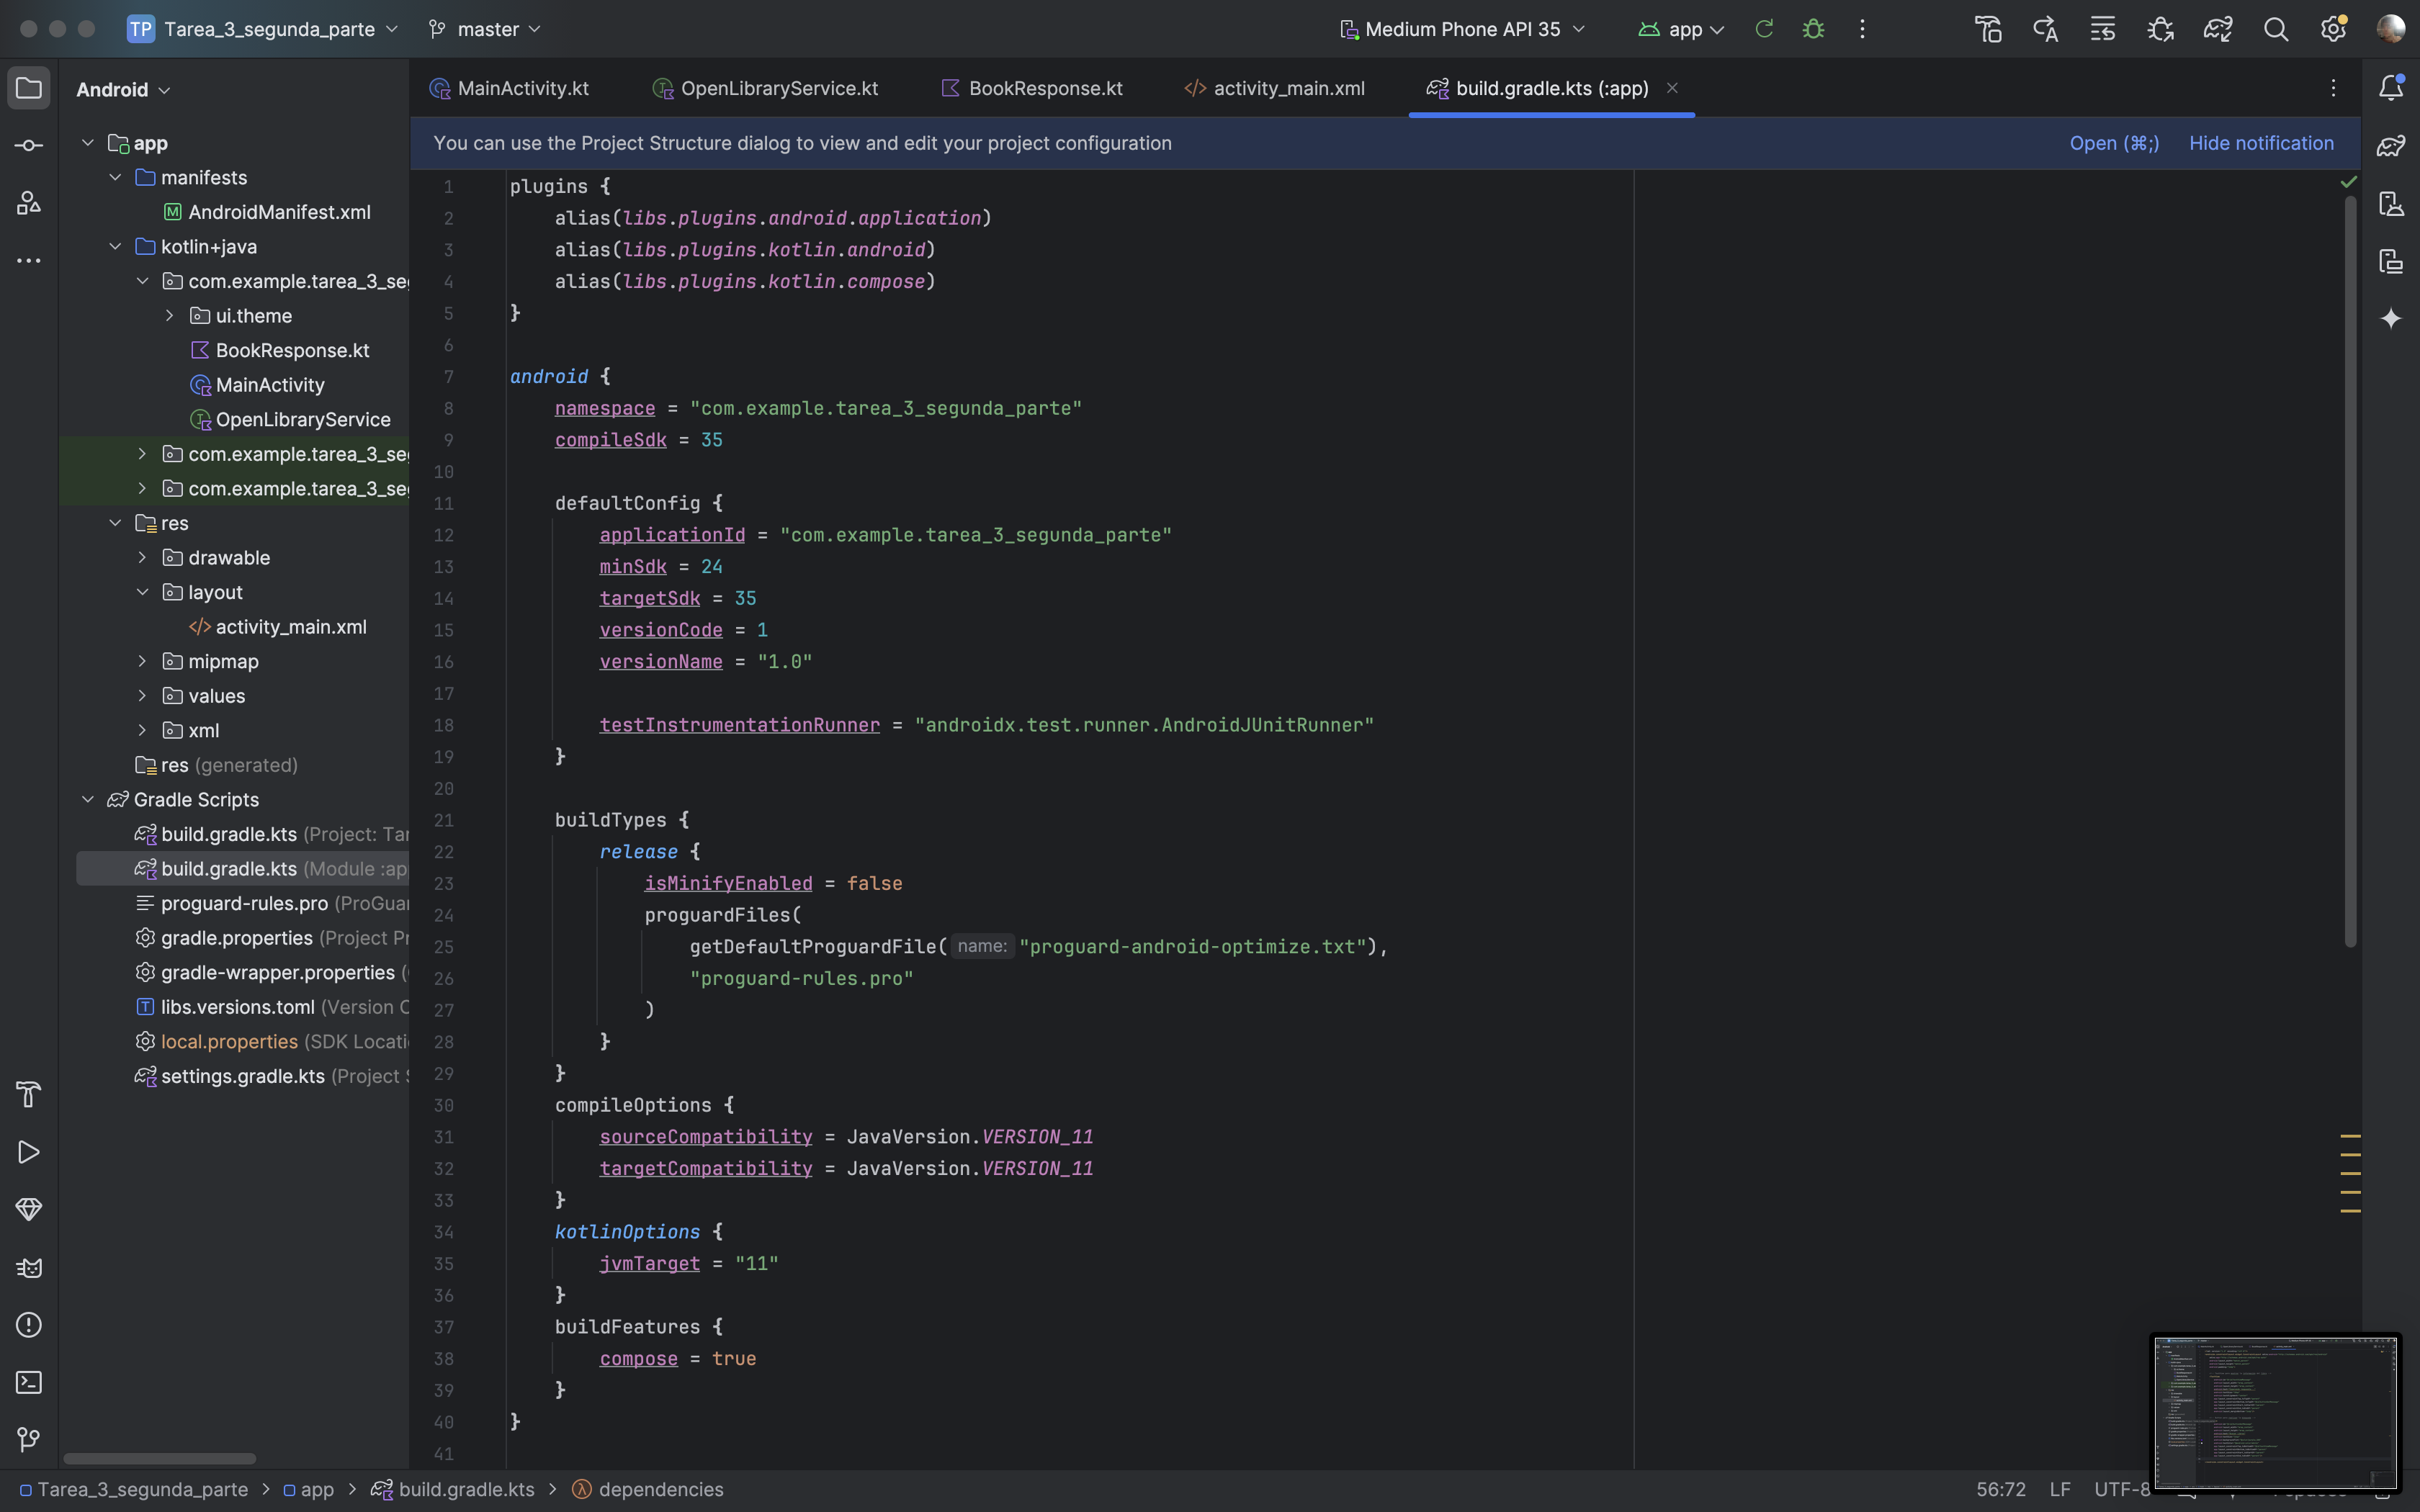 TP Tarea_3_segunda_parte master Medium Phone API 35 app
Android
MainActivity.kt OpenLibraryService.kt BookResponse.kt activity_main.xml build.gradle.kts (:app)
You can use the Project Structure dialog to view and edit your project configuration Open (⌘;) Hide notification
app
manifests
AndroidManifest.xml
kotlin+java
com.example.tarea_3_se
ui.theme
BookResponse.kt
MainActivity
OpenLibraryService
com.example.tarea_3_se
com.example.tarea_3_se
res
drawable
layout
activity_main.xml
mipmap
values
xml
res (generated)
Gradle Scripts
build.gradle.kts (Project: Tar
build.gradle.kts (Module :ap
proguard-rules.pro (ProGuar
gradle.properties (Project Pr
gradle-wrapper.properties (
libs.versions.toml (Version C
local.properties (SDK Locati
settings.gradle.kts (Project S
1 plugins {
2 alias(libs.plugins.android.application)
3 alias(libs.plugins.kotlin.android)
4 alias(libs.plugins.kotlin.compose)
5 }
6
7 android {
8 namespace = "com.example.tarea_3_segunda_parte"
9 compileSdk = 35
10
11 defaultConfig {
12 applicationId = "com.example.tarea_3_segunda_parte"
13 minSdk = 24
14 targetSdk = 35
15 versionCode = 1
16 versionName = "1.0"
17
18 testInstrumentationRunner = "androidx.test.runner.AndroidJUnitRunner"
19 }
20
21 buildTypes {
22 release {
23 isMinifyEnabled = false
24 proguardFiles(
25 getDefaultProguardFile( name: "proguard-android-optimize.txt"),
26 "proguard-rules.pro"
27 )
28 }
29 }
30 compileOptions {
31 sourceCompatibility = JavaVersion.VERSION_11
32 targetCompatibility = JavaVersion.VERSION_11
33 }
34 kotlinOptions {
35 jvmTarget = "11"
36 }
37 buildFeatures {
38 compose = true
39 }
40 }
41
Tarea_3_segunda_parte > app > build.gradle.kts > dependencies 56:72 LF UTF-8